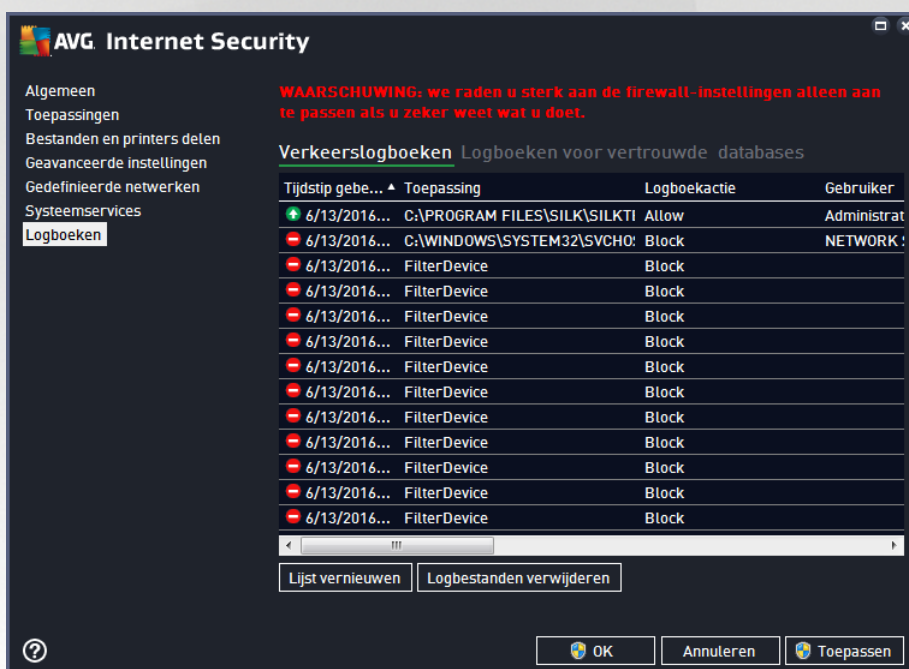 AVG Internet Security
Algemeen
Toepassingen
Bestanden en printers delen
Geavanceerde instellingen
Gedefinieerde netwerken
Systeemservices
Logboeken
WAARSCHUWING: we raden u sterk aan de firewall-instellingen alleen aan
te passen als u zeker weet wat u doet.
Verkeerslogboeken Logboeken voor vertrouwde databases
Tijdstip gebe... Toepassing Logboekactie Gebruiker
6/13/2016... C:\PROGRAM FILES\SILK\SILKTE Allow Administrat
6/13/2016... C:\WINDOWS\SYSTEM32\SVCHO Block NETWORK
6/13/2016... FilterDevice Block
6/13/2016... FilterDevice Block
6/13/2016... FilterDevice Block
6/13/2016... FilterDevice Block
6/13/2016... FilterDevice Block
6/13/2016... FilterDevice Block
6/13/2016... FilterDevice Block
6/13/2016... FilterDevice Block
6/13/2016... FilterDevice Block
6/13/2016... FilterDevice Block
6/13/2016... FilterDevice Block
Lijst vernieuwen Logbestanden verwijderen
? OK Annuleren Toepassen